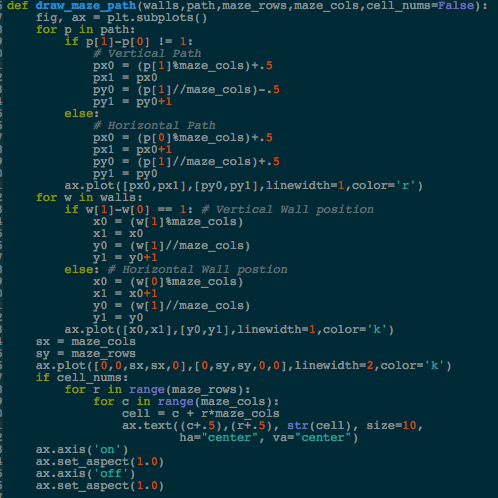 def draw_maze_path(walls,path,maze_rows,maze_cols,cell_nums=False):
    fig, ax = plt.subplots()
    for p in path:
        if p[1]-p[0] != 1:
            # Vertical Path
            px0 = (p[1]%maze_cols)+.5
            px1 = px0
            py0 = (p[1]//maze_cols)-.5
            py1 = py0+1
        else:
            # Horizontal Path
            px0 = (p[0]%maze_cols)+.5
            px1 = px0+1
            py0 = (p[1]//maze_cols)+.5
            py1 = py0
        ax.plot([px0,px1],[py0,py1],linewidth=1,color='r')
    for w in walls:
        if w[1]-w[0] == 1: # Vertical Wall position
            x0 = (w[1]%maze_cols)
            x1 = x0
            y0 = (w[1]//maze_cols)
            y1 = y0+1
        else: # Horizontal Wall postion
            x0 = (w[0]%maze_cols)
            x1 = x0+1
            y0 = (w[1]//maze_cols)
            y1 = y0
        ax.plot([x0,x1],[y0,y1],linewidth=1,color='k')
    sx = maze_cols
    sy = maze_rows
    ax.plot([0,0,sx,sx,0],[0,sy,sy,0,0],linewidth=2,color='k')
    if cell_nums:
        for r in range(maze_rows):
            for c in range(maze_cols):
                cell = c + r*maze_cols
                ax.text((c+.5),(r+.5), str(cell), size=10,
                        ha="center", va="center")
    ax.axis('on')
    ax.set_aspect(1.0)
    ax.axis('off')
    ax.set_aspect(1.0)